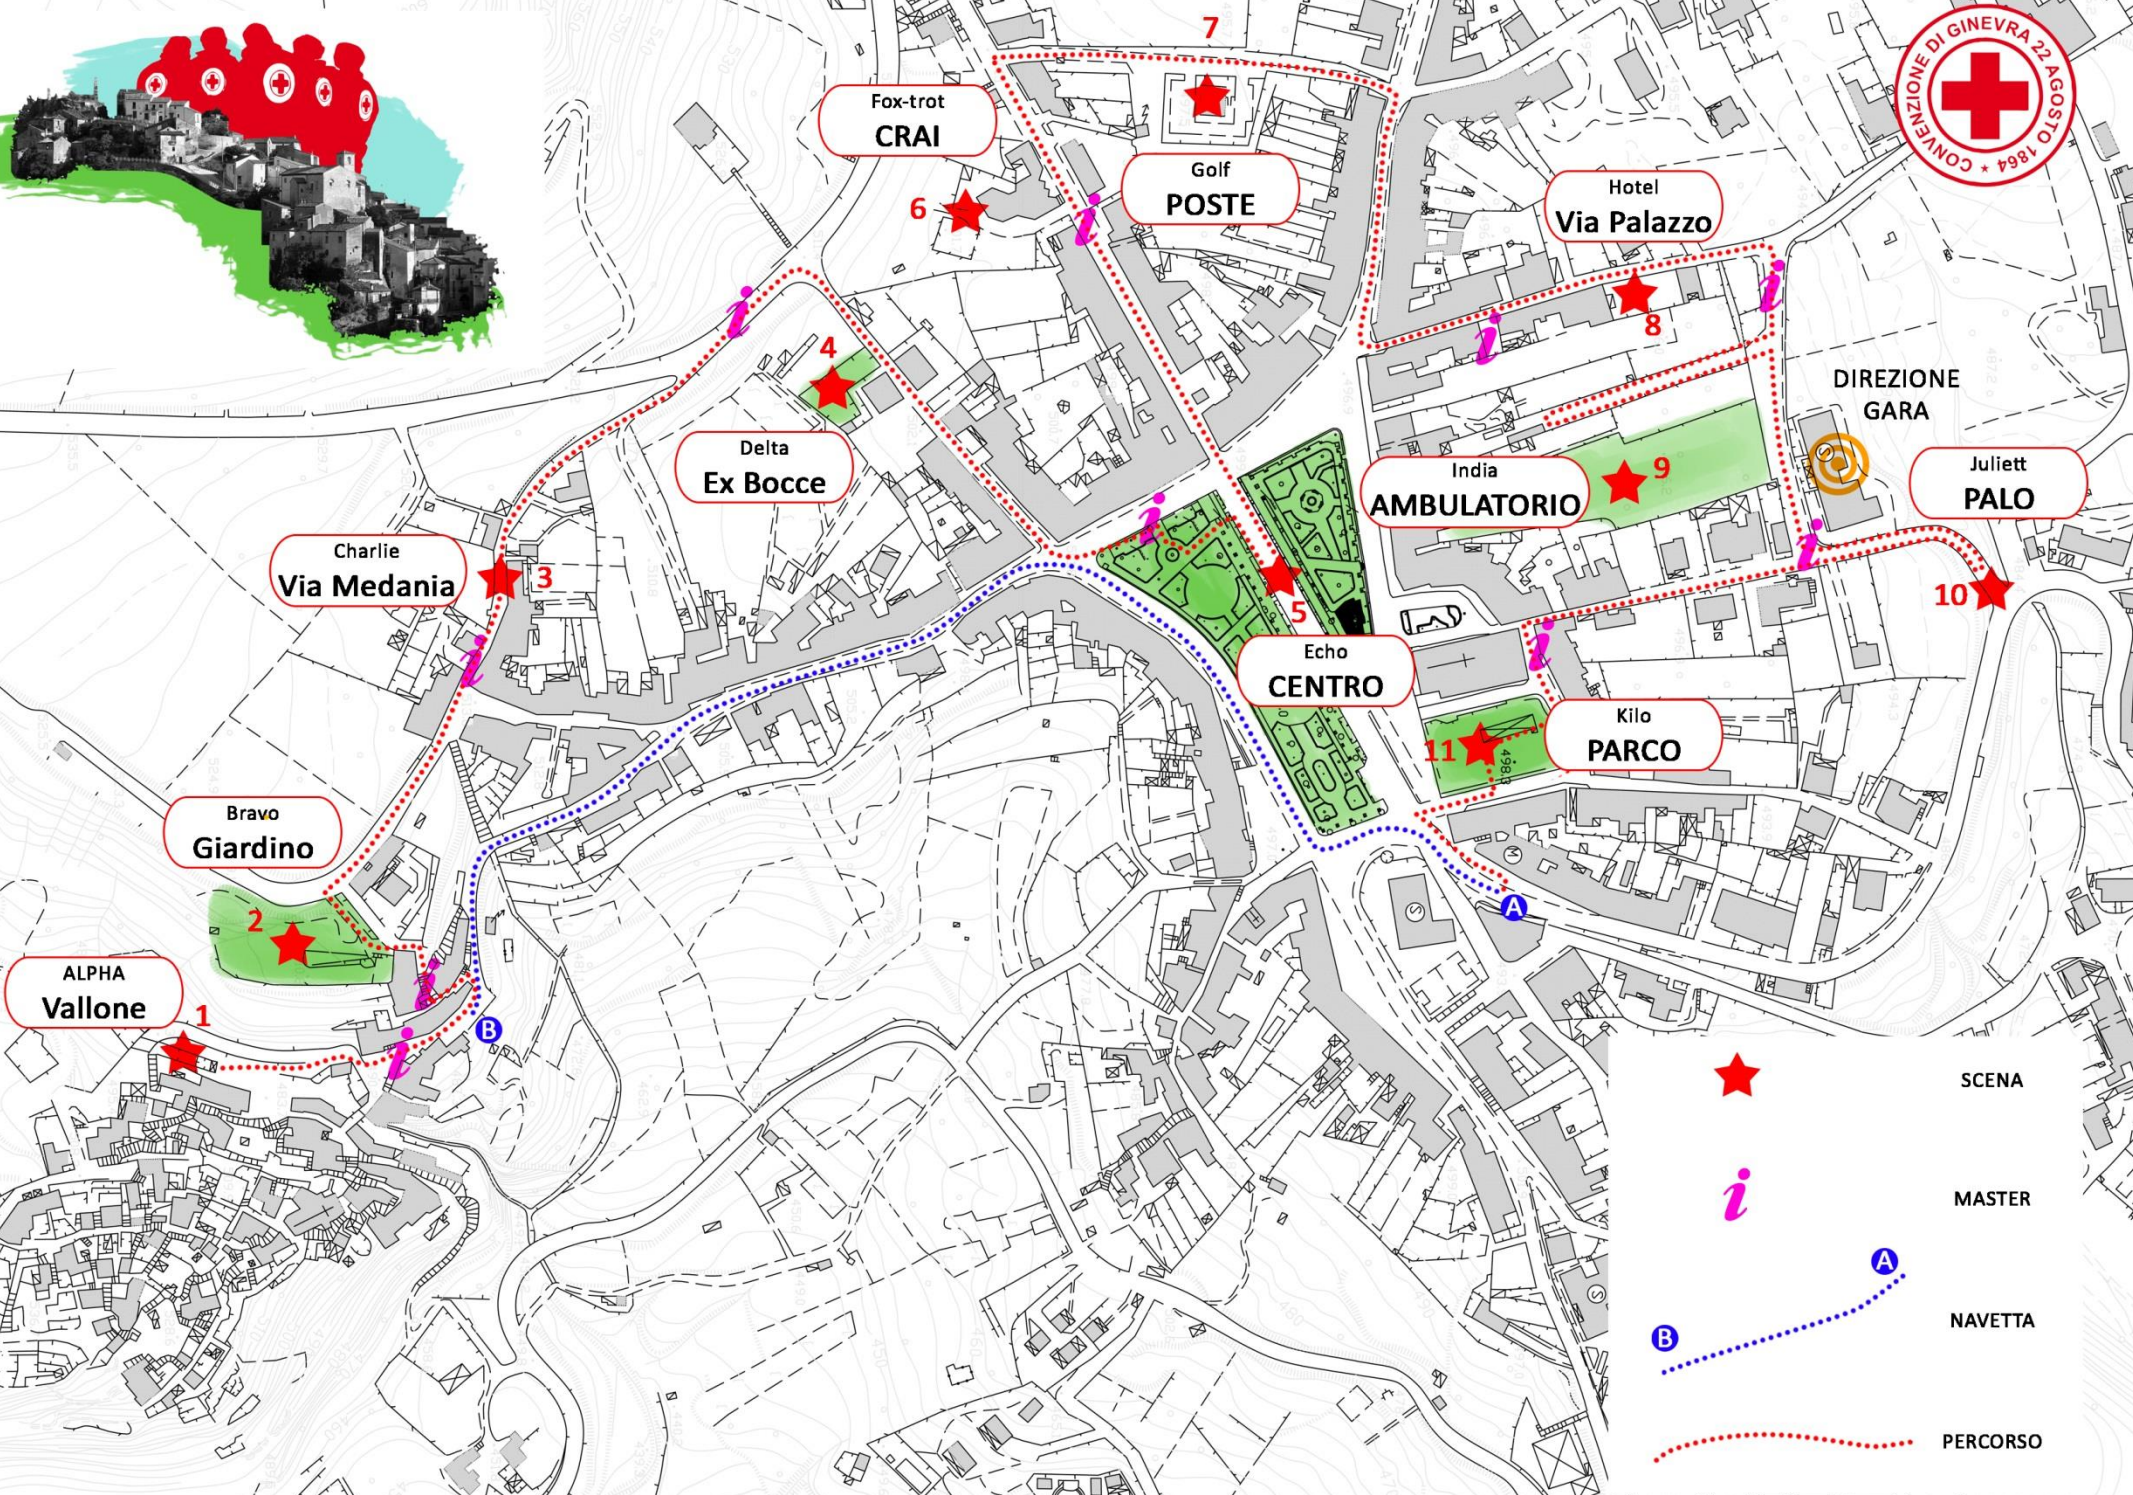 CONVENZIONE DI GINEVRA 22 AGOSTO 1864 *
7
Fox-trot
CRAI
6
Golf
POSTE
Hotel
Via Palazzo
8
4
Delta
Ex Bocce
DIREZIONE
GARA
India
AMBULATORIO
9
Juliett
PALO
10
Charlie
Via Medania
3
5
Echo
CENTRO
Kilo
PARCO
11
498.3
Bravo
Giardino
2
ALPHA
Vallone
1
i
A
B
S
M
SCENA
i
MASTER
A
B
NAVETTA
PERCORSO